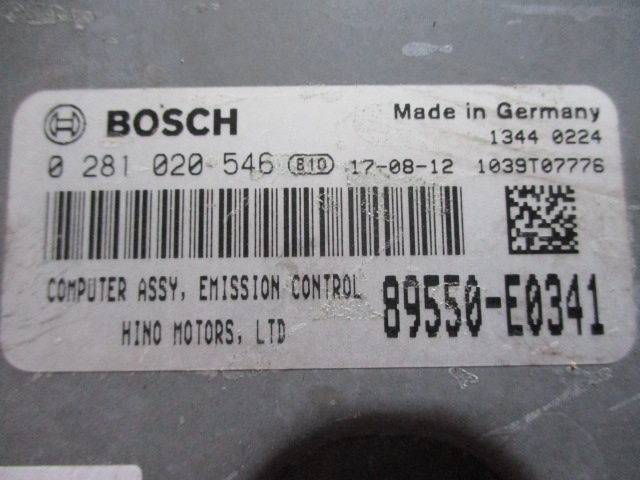 BOSCH Made in Germany
1344 0224
0 281 020 546 B10 17-08-12 1039T07776
COMPUTER ASSY, EMISSION CONTROL 89550-E0341
HINO MOTORS, LTD